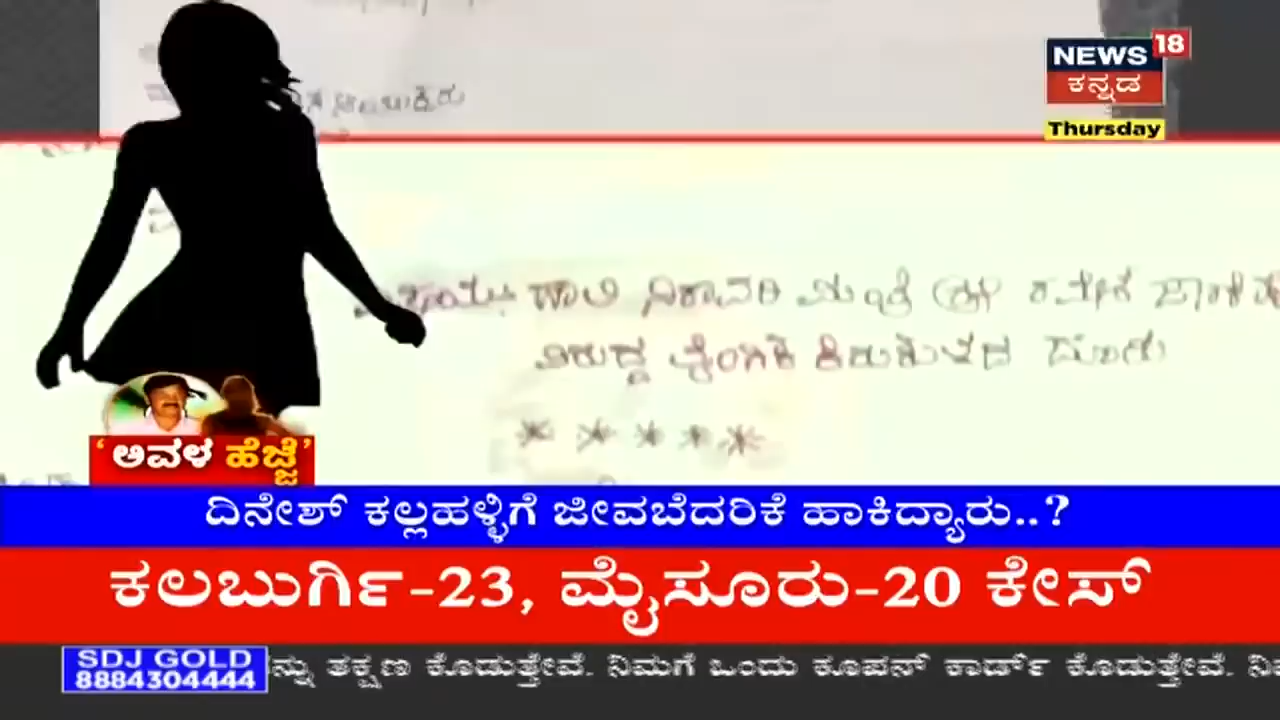 NEWS 18
ಕನ್ನಡ
Thursday
ವಿರುದ್ಧ ಲೈಂಗಿಕ ಕಿರುಕುಳದ ದೂರು
* * * * *
'ಅವಳ ಹೆಜ್ಜೆ'
ದಿನೇಶ್ ಕಲ್ಲಹಳ್ಳಿಗೆ ಜೀವಬೆದರಿಕೆ ಹಾಕಿದ್ಯಾರು..?
ಕಲಬುರ್ಗಿ-23, ಮೈಸೂರು-20 ಕೇಸ್
SDJ GOLD
8884304444
ತಕ್ಷಣ ಕೊಡುತ್ತೇವೆ. ನಿಮಗೆ ಒಂದು ಕೂಪನ್ ಕಾರ್ಡ್ ಕೊಡುತ್ತೇವೆ.